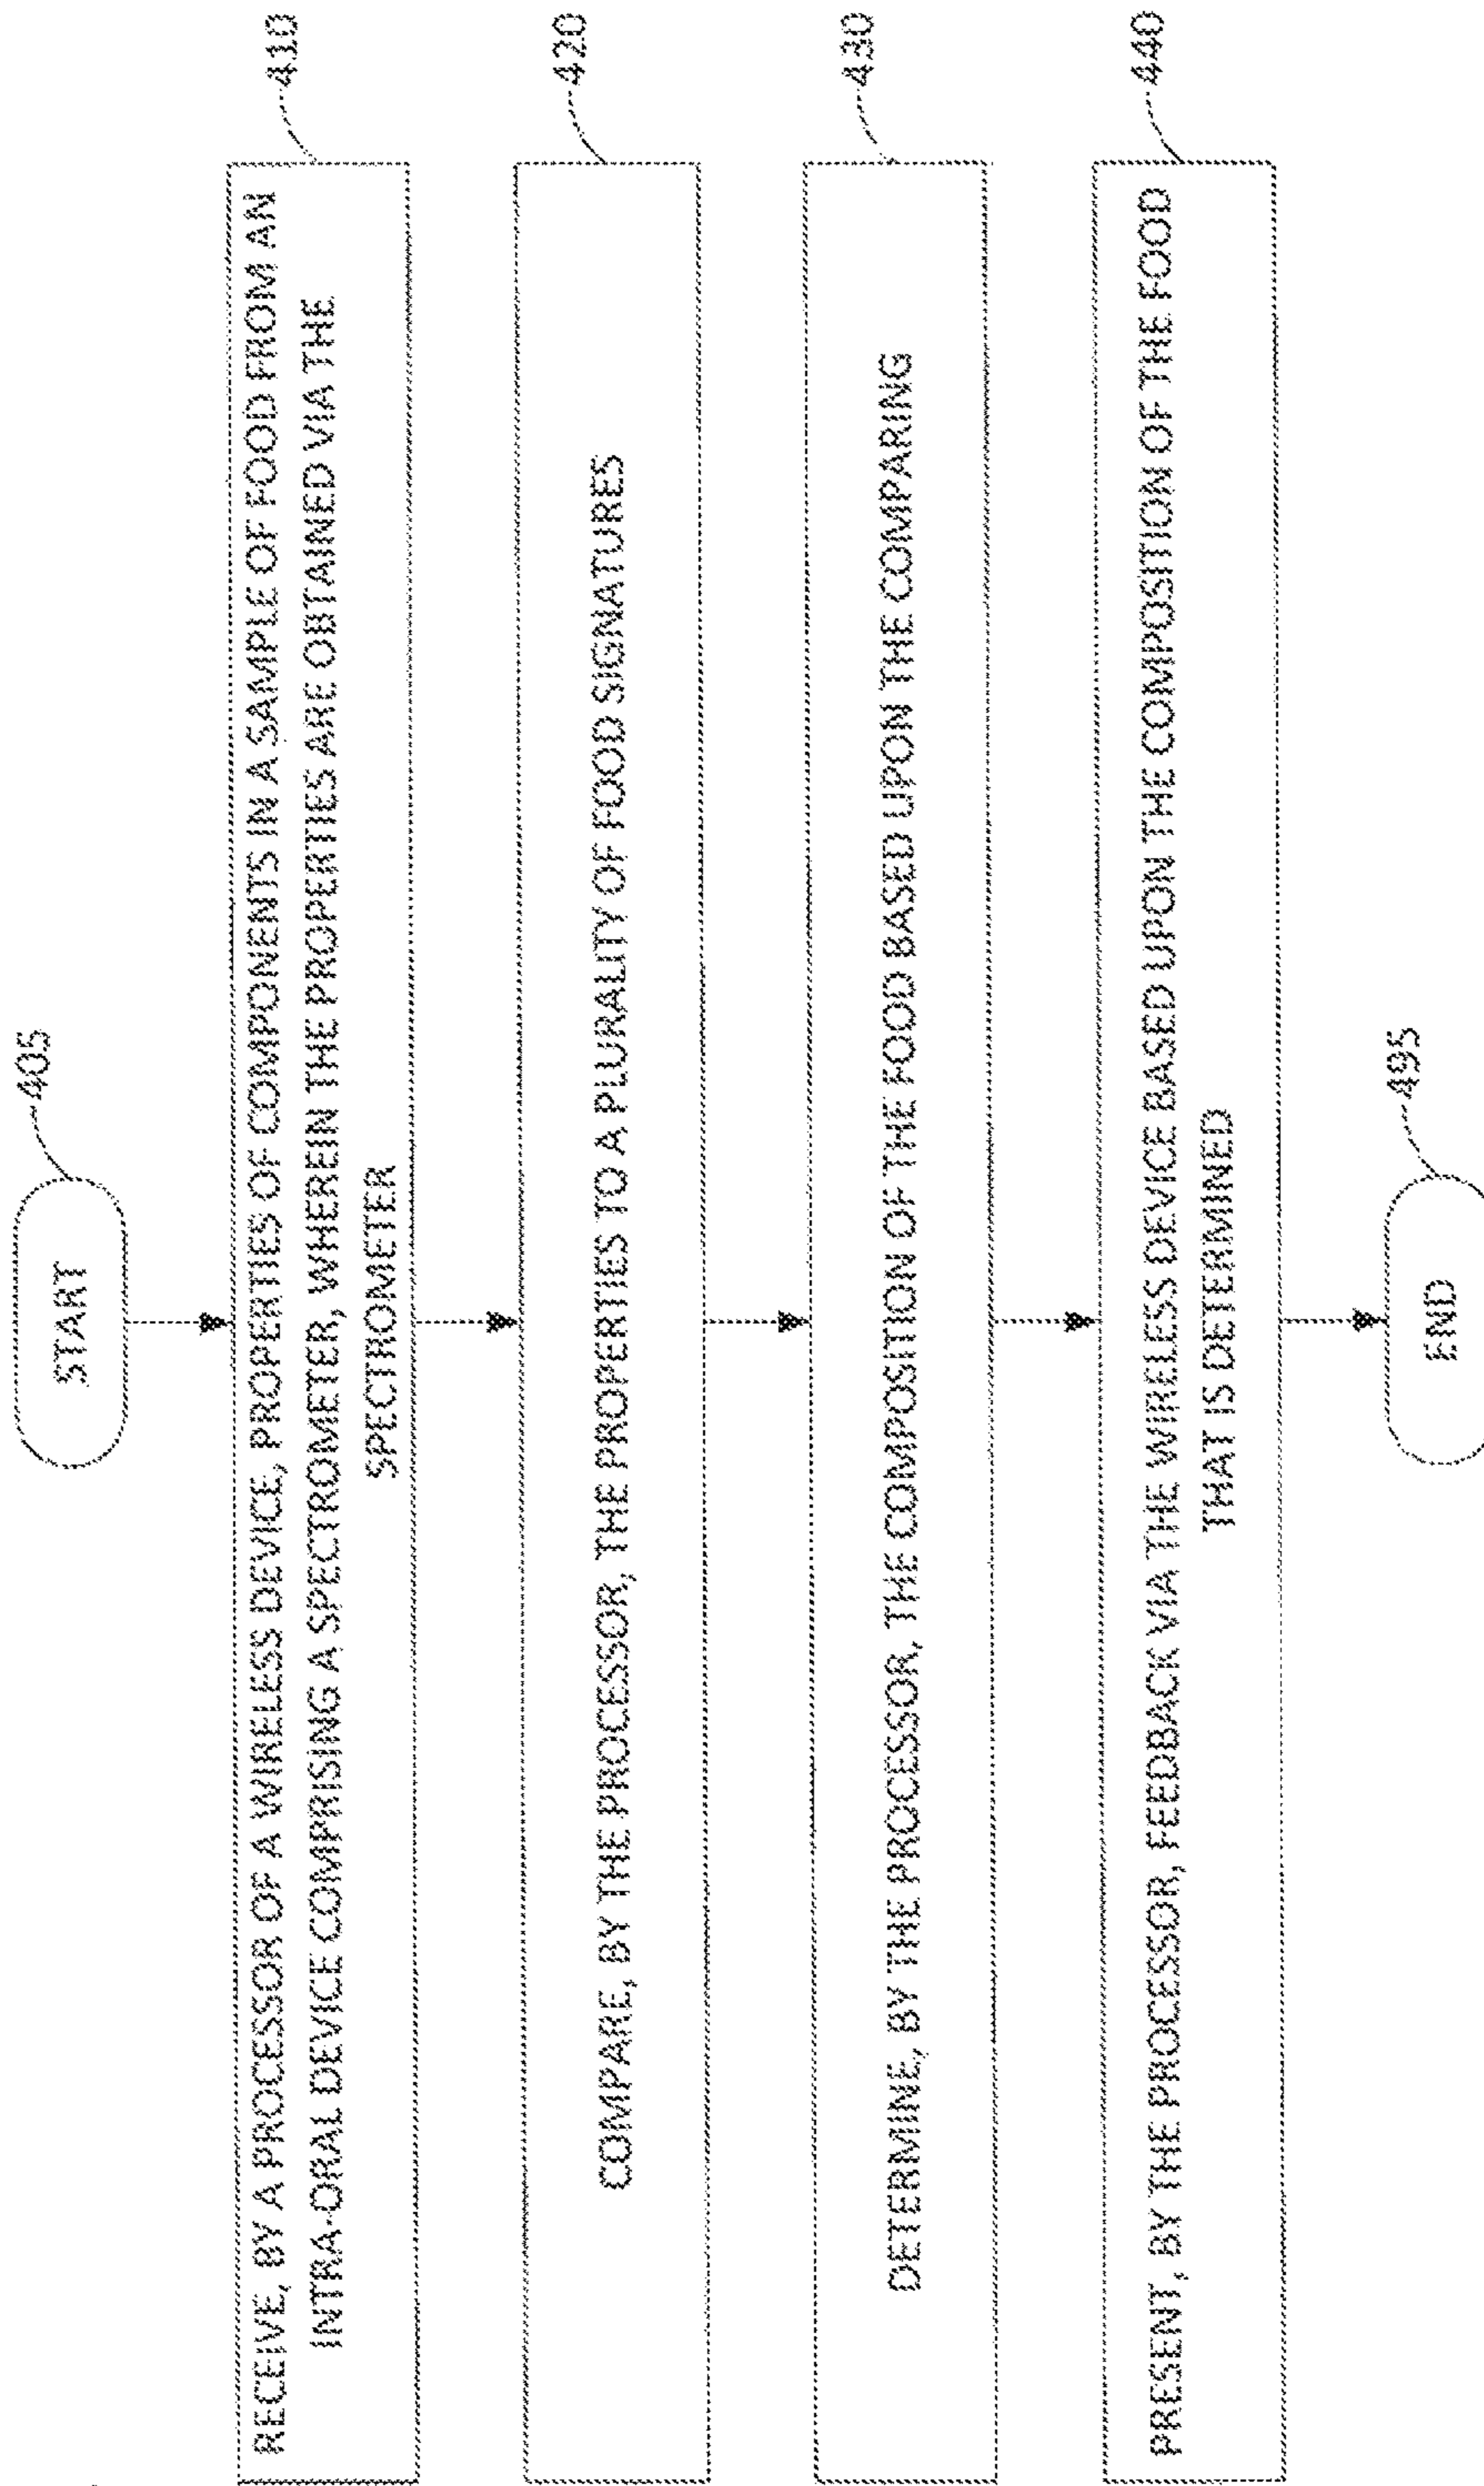 START
405
RECEIVE, BY A PROCESSOR OF A WIRELESS DEVICE, PROPERTIES OF COMPONENTS IN A SAMPLE OF FOOD FROM AN
INTRA-ORAL DEVICE COMPRISING A SPECTROMETER, WHEREIN THE PROPERTIES ARE OBTAINED VIA THE
SPECTROMETER
410
COMPARE, BY THE PROCESSOR, THE PROPERTIES TO A PLURALITY OF FOOD SIGNATURES
420
DETERMINE, BY THE PROCESSOR, THE COMPOSITION OF THE FOOD BASED UPON THE COMPARING
430
PRESENT, BY THE PROCESSOR, FEEDBACK VIA THE WIRELESS DEVICE BASED UPON THE COMPOSITION OF THE FOOD
THAT IS DETERMINED
440
END
495